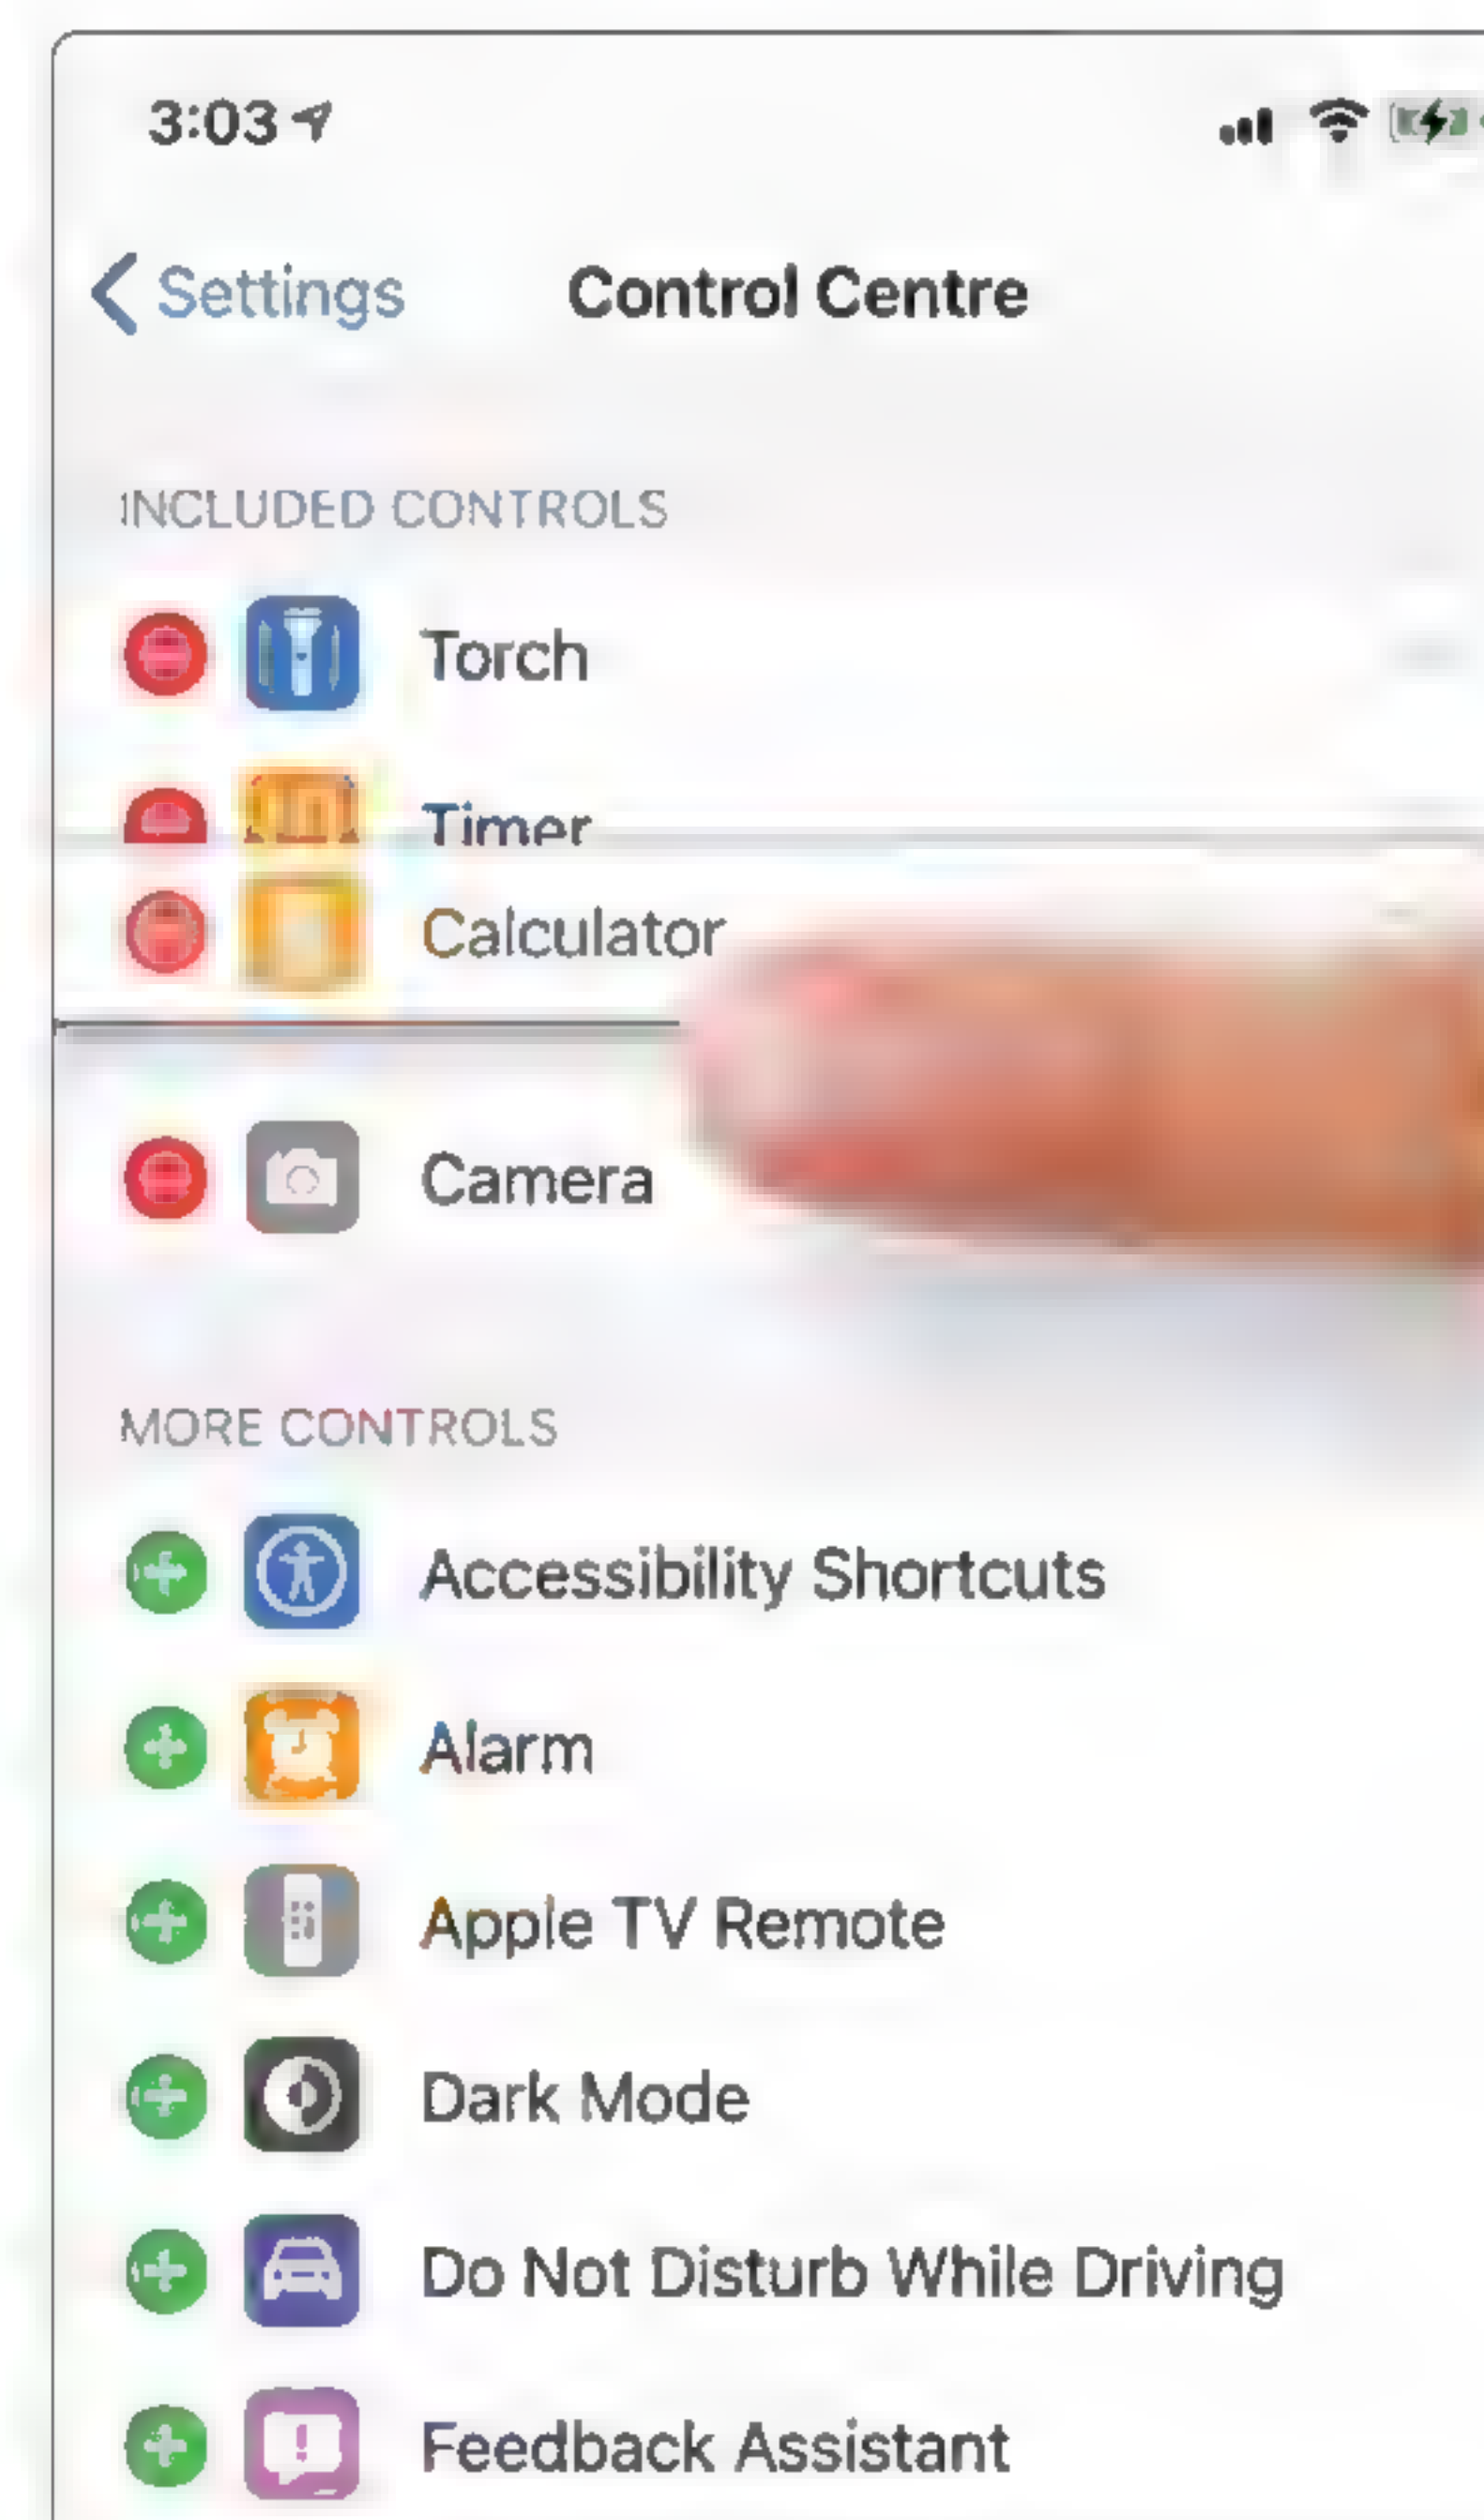 3:03
Settings
Control Centre
INCLUDED CONTROLS
Torch
Timer
Calculator
Camera
MORE CONTROLS
Accessibility Shortcuts
Alarm
Apple TV Remote
Dark Mode
Do Not Disturb While Driving
Feedback Assistant